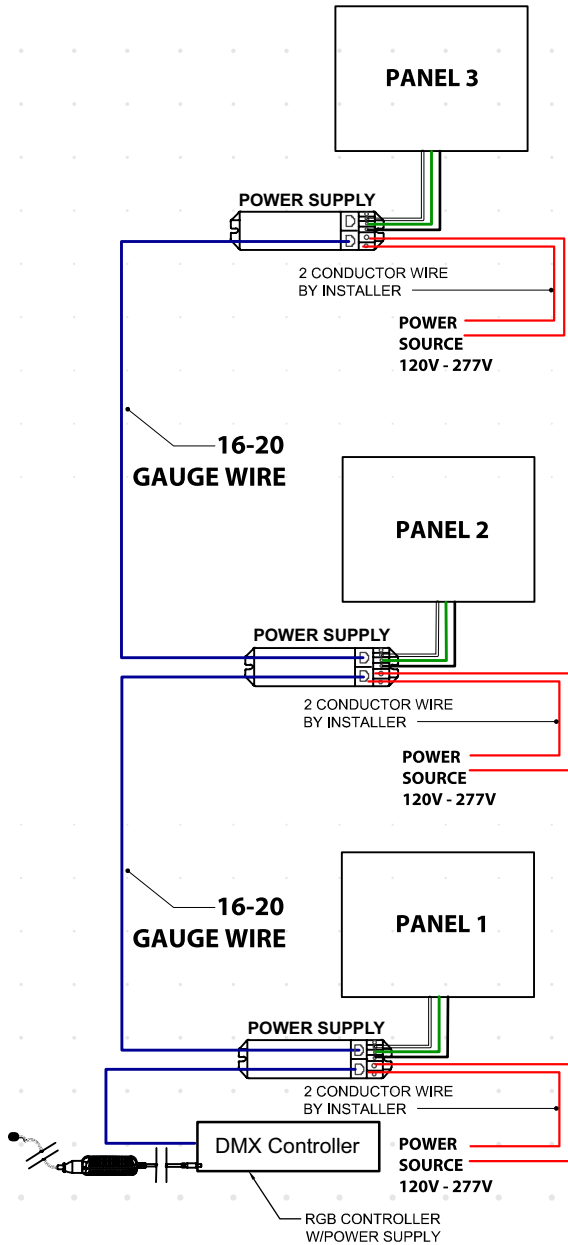 PANEL 3
POWER SUPPLY
2 CONDUCTOR WIRE
BY INSTALLER
POWER
SOURCE
120V - 277V
16-20
GAUGE WIRE
PANEL 2
POWER SUPPLY
2 CONDUCTOR WIRE
BY INSTALLER
POWER
SOURCE
120V - 277V
16-20
GAUGE WIRE
PANEL 1
POWER SUPPLY
2 CONDUCTOR WIRE
BY INSTALLER
DMX Controller
POWER
SOURCE
120V - 277V
RGB CONTROLLER
W/POWER SUPPLY